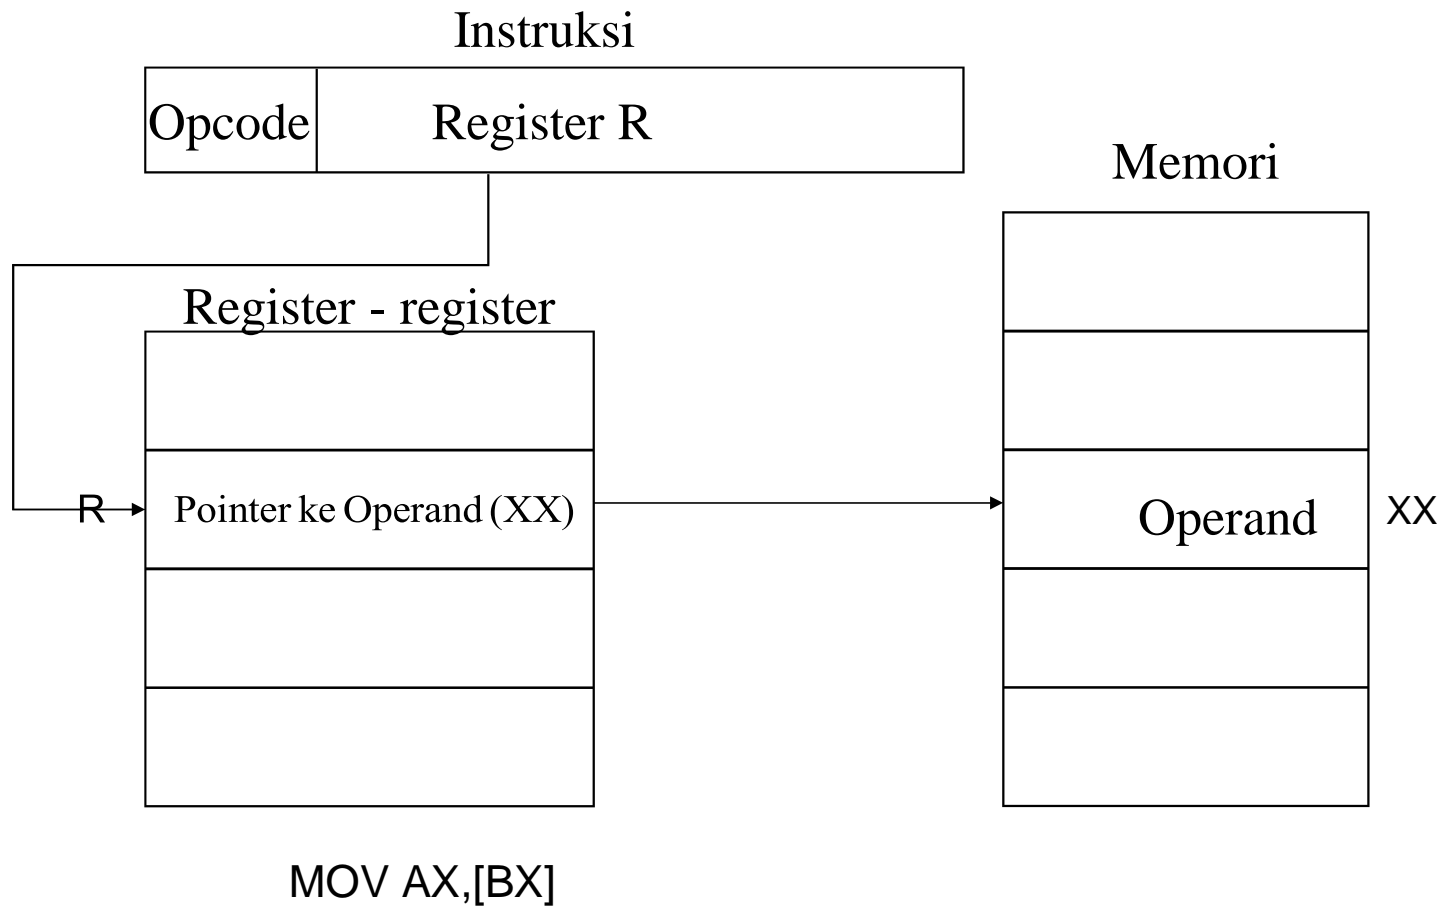 Instruksi
Opcode
Register R
Memori
Register - register
R
Pointer ke Operand (XX)
Operand
XX
MOV AX,[BX]